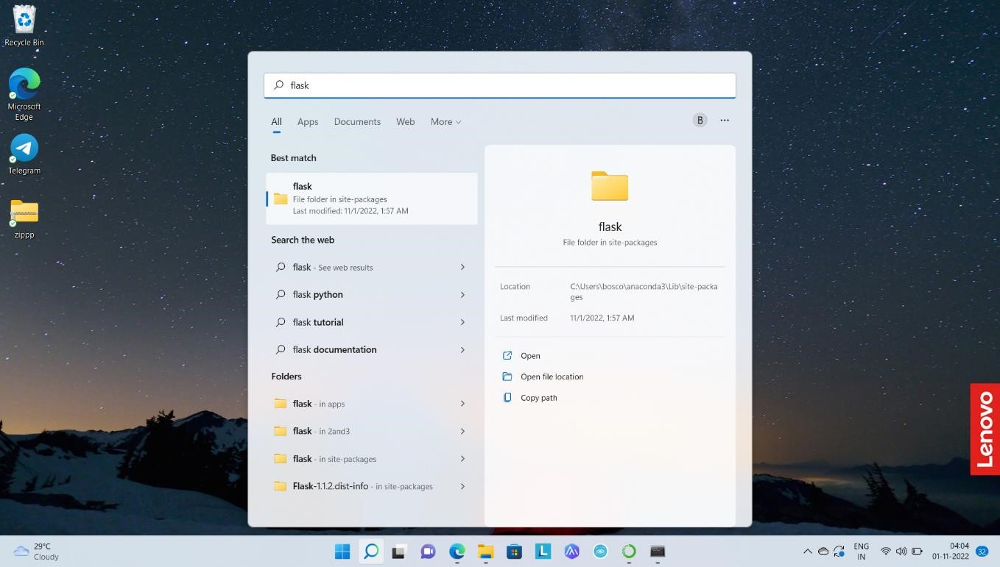 Recycle Bin
Microsoft
Edge
Telegram
zippp
flask
All Apps Documents Web More
B ...
Best match
flask
File folder in site-packages
Last modified: 11/1/2022, 1:57 AM
Search the web
flask - See web results
flask python
flask tutorial
flask documentation
Folders
flask - in apps
flask - in 2and3
flask - in site-packages
Flask-1.1.2.dist-info - in site-packages
flask
File folder in site-packages
Location C:\Users\bosco\anaconda3\Lib\site-packa
ges
Last modified 11/1/2022, 1:57 AM
Open
Open file location
Copy path
Lenovo
29°C
Cloudy
L
ENG
IN
04:04
01-11-2022
32